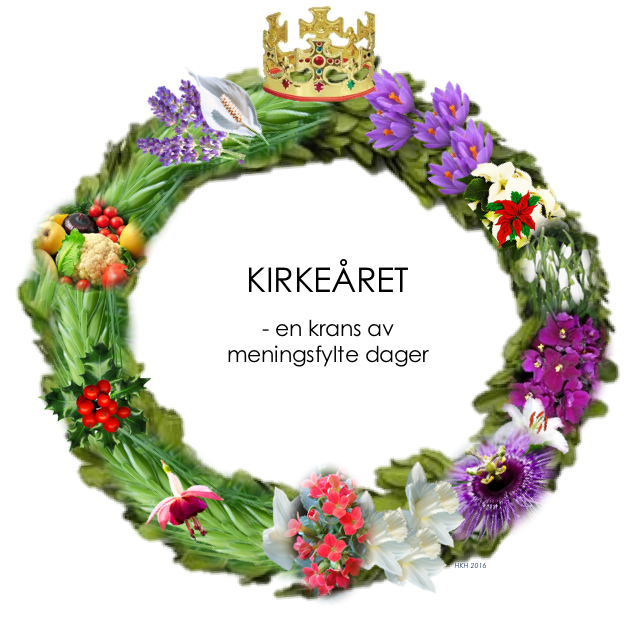 KIRKEÅRET
- en krans av
meningsfylte dager
HKH 2016